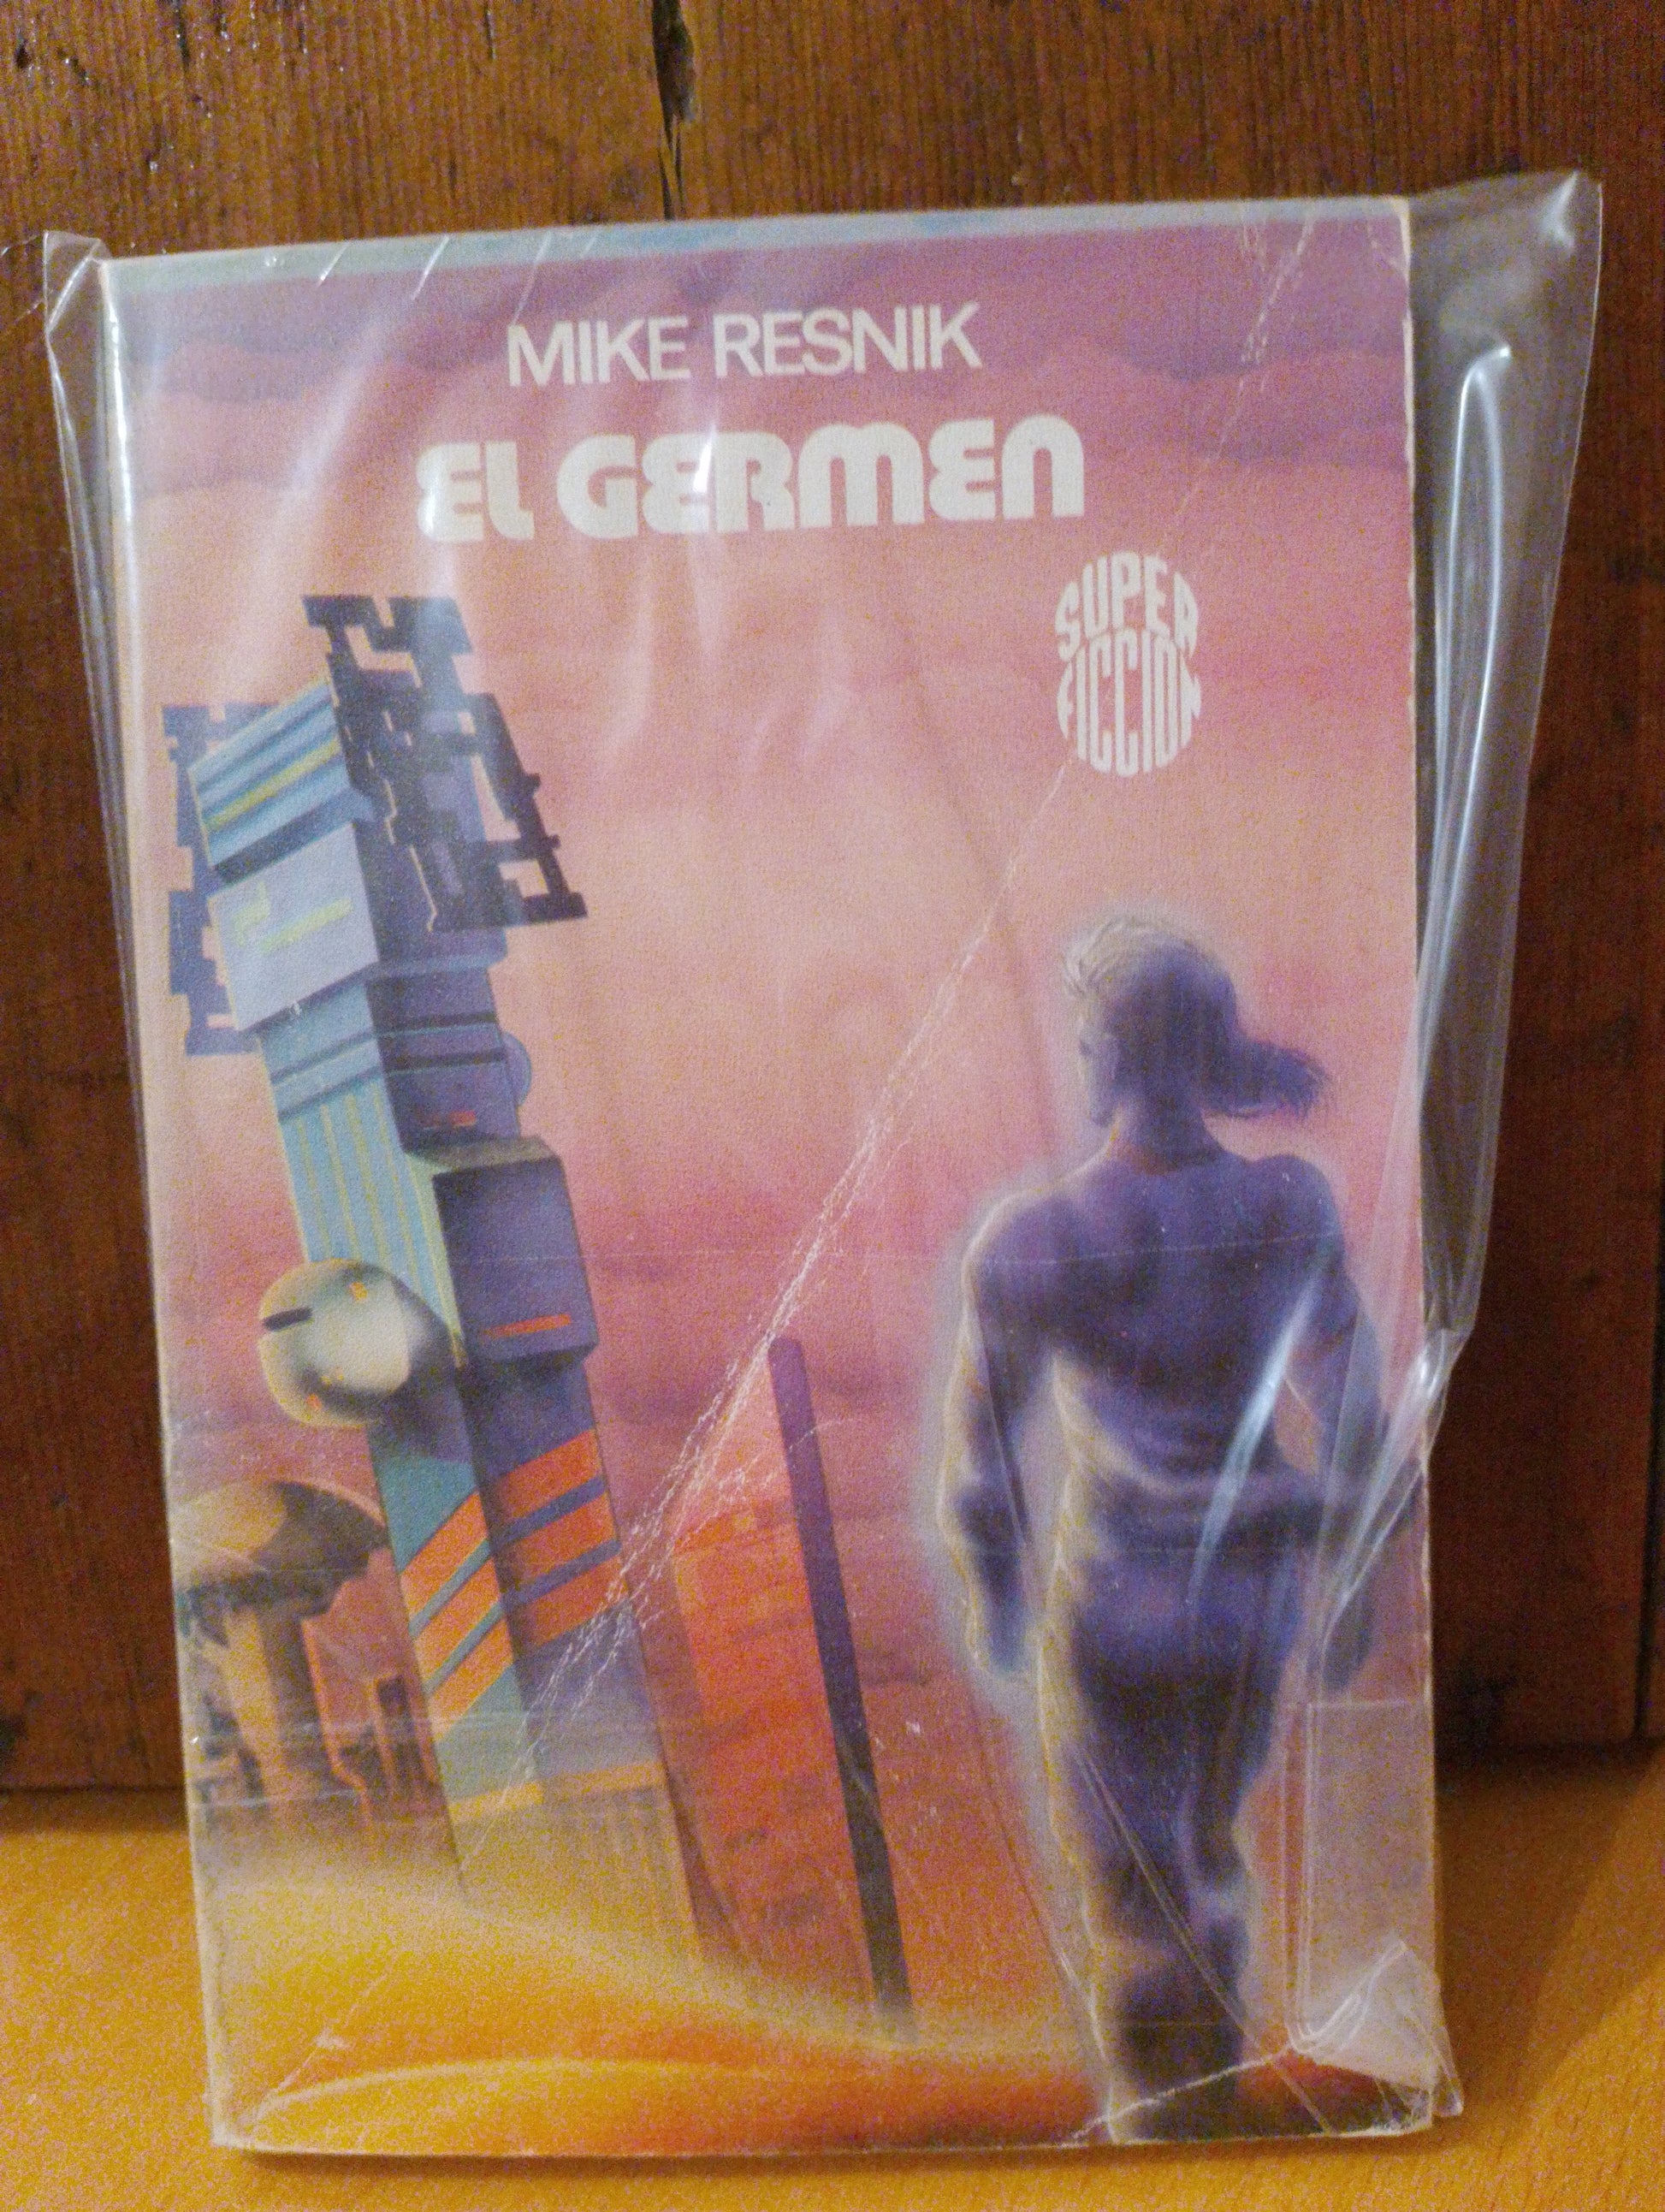 MIKE RESNIK
EL GERMEN
SUPER
FICCION